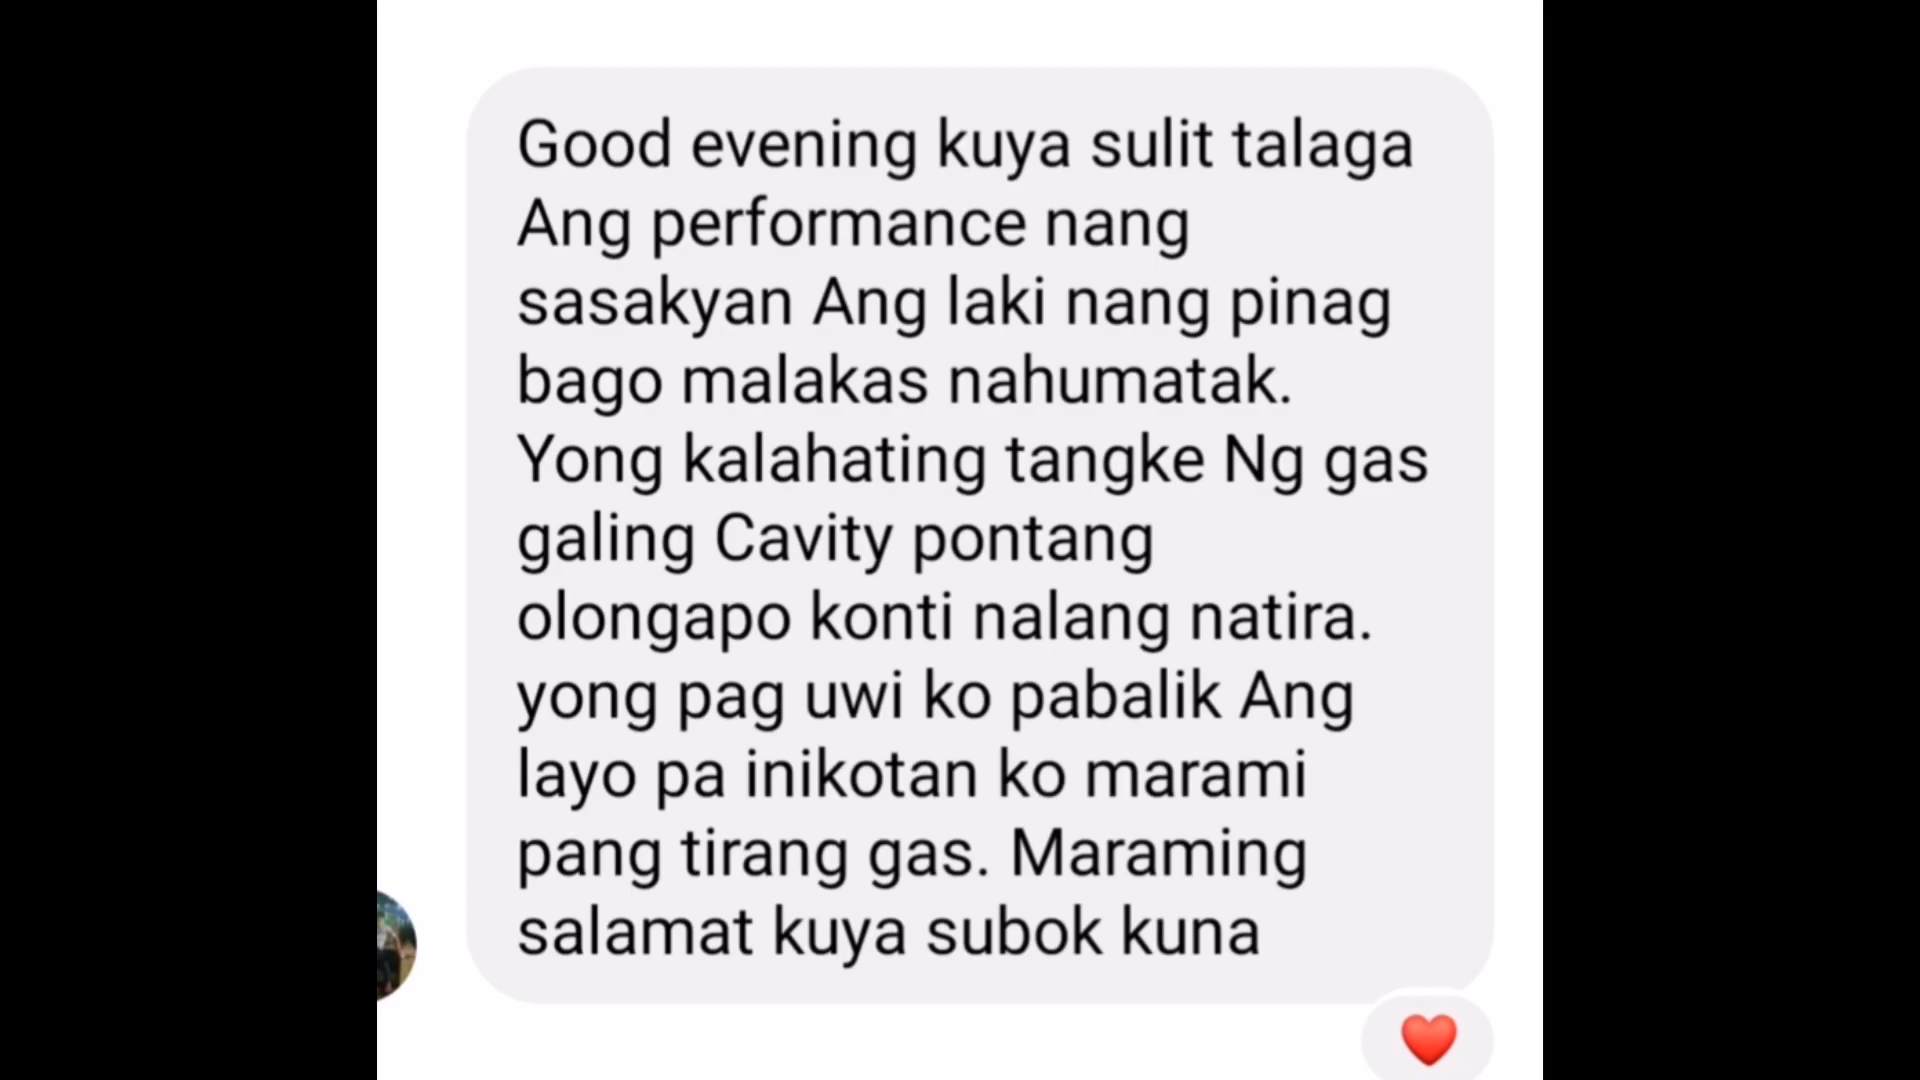 Good evening kuya sulit talaga
Ang performance nang
sasakyan Ang laki nang pinag
bago malakas nahumatak.
Yong kalahating tangke Ng gas
galing Cavity pontang
olongapo konti nalang natira.
yong pag uwi ko pabalik Ang
layo pa inikotan ko marami
pang tirang gas. Maraming
salamat kuya subok kuna